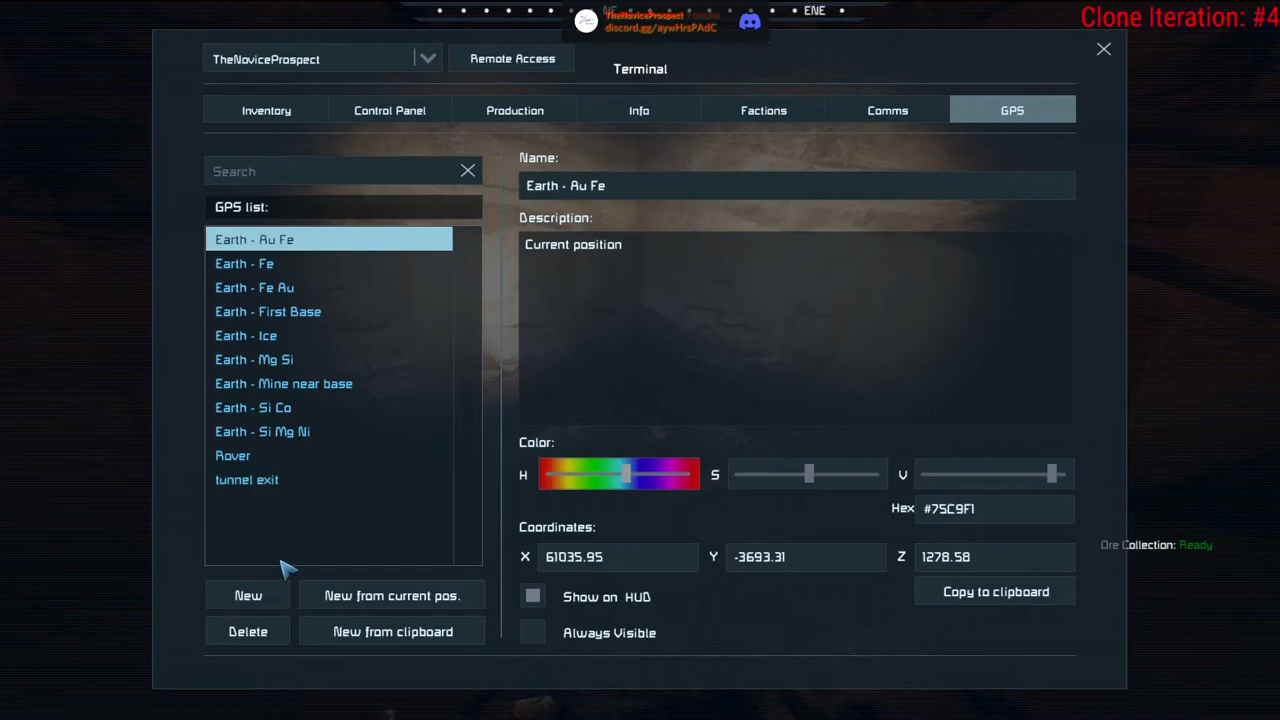 ENE
Clone Iteration: #4
TheNoviceProspect
discord.gg/aywHrsPAdC
TheNoviceProspect
Remote Access
Terminal
Inventory
Control Panel
Production
Info
Factions
Comms
GPS
Search
GPS list:
Earth - Au Fe
Earth - Fe
Earth - Fe Au
Earth - First Base
Earth - Ice
Earth - Mg Si
Earth - Mine near base
Earth - Si Co
Earth - Si Mg Ni
Rover
tunnel exit
New
New from current pos.
Delete
New from clipboard
Name:
Earth - Au Fe
Description:
Current position
Color:
H
S
V
Hex #75C9F1
Coordinates:
X 61035.95
Y -3693.31
Z 1278.58
Show on HUD
Copy to clipboard
Always Visible
Ore Collection: Ready